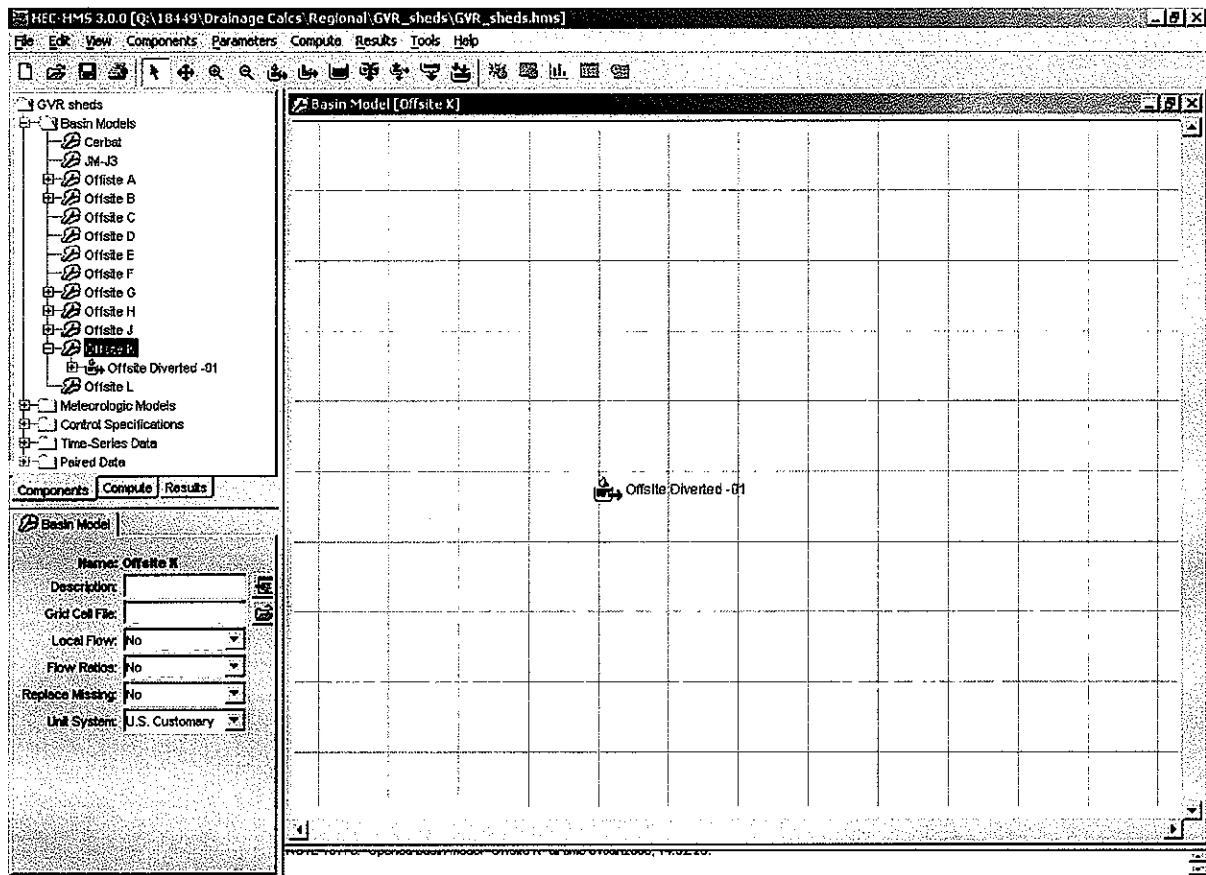 HEC-HMS 3.0.0 [Q:\18449\Drainage Calcs\Regional\GVR_sheds\GVR_sheds.hms]
File Edit View Components Parameters Compute Results Tools Help
GVR sheds
Basin Models
Cerbat
JM-J3
Offiste A
Offsite B
Offsite C
Offsite D
Offsite E
Offsite F
Offsite G
Offsite H
Offsite J
Offsite K
Offsite Diverted -01
Offsite L
Meteorologic Models
Control Specifications
Time-Series Data
Paired Data
Components Compute Results
Basin Model
Name: Offsite K
Description:
Grid Cell File:
Local Flow: No
Flow Ratios: No
Replace Missing: No
Unit System: U.S. Customary
Basin Model [Offsite K]
Offsite Diverted -01